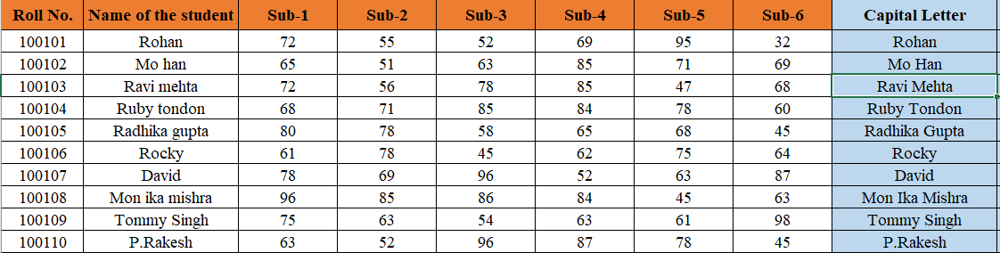 Roll No. Name of the student Sub-1 Sub-2 Sub-3 Sub-4 Sub-5 Sub-6 Capital Letter
100101 Rohan 72 55 52 69 95 32 Rohan
100102 Mo han 65 51 63 85 71 69 Mo Han
100103 Ravi mehta 72 56 78 85 47 68 Ravi Mehta
100104 Ruby tondon 68 71 85 84 78 60 Ruby Tondon
100105 Radhika gupta 80 78 58 65 68 45 Radhika Gupta
100106 Rocky 61 78 45 62 75 64 Rocky
100107 David 78 69 96 52 63 87 David
100108 Mon ika mishra 96 85 86 84 45 63 Mon Ika Mishra
100109 Tommy Singh 75 63 54 63 61 98 Tommy Singh
100110 P.Rakesh 63 52 96 87 78 45 P.Rakesh